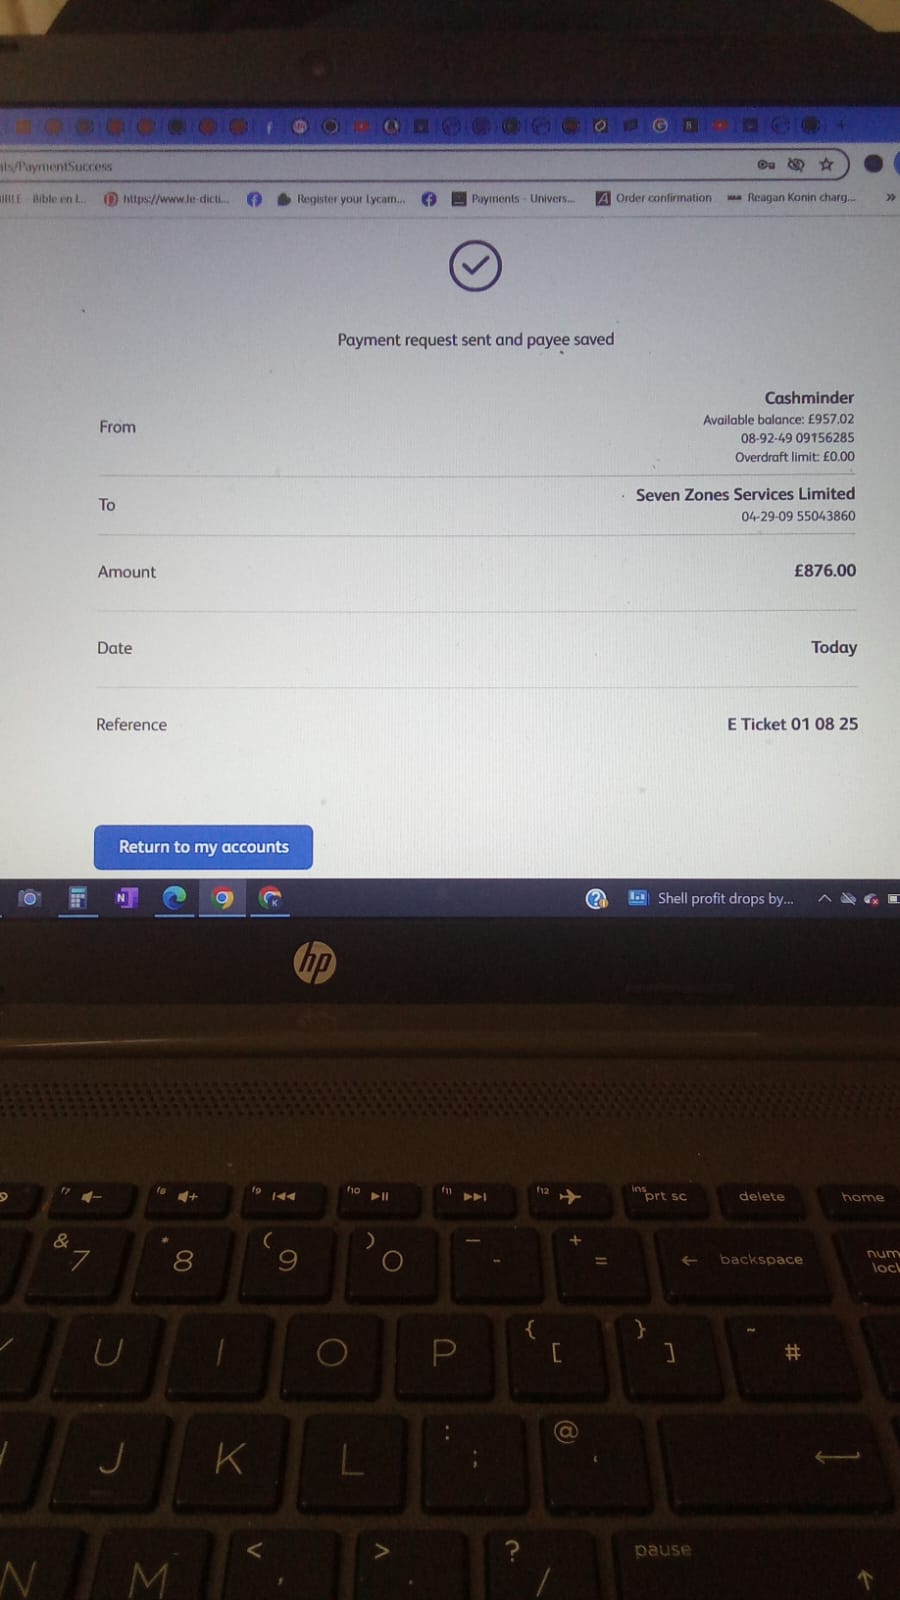 nts/PaymentSuccess
BIBLE - Bible en l... https://www.le-dicti... Register your Lycam... Payments - Univers... Order confirmation Reagan Konin charg... »
Payment request sent and payee saved
From
Cashminder
Available balance: £957.02
08-92-49 09156285
Overdraft limit: £0.00
To
Seven Zones Services Limited
04-29-09 55043860
Amount £876.00
Date Today
Reference E Ticket 01 08 25
Return to my accounts
Shell profit drops by...
hp
f7 f8 f9 f10 f11 f12 ins prt sc delete home
& 7 * 8 ( 9 ) 0 — - + = ← backspace num lock
U I O P { [ } ] ~ #
J K L : ; @ '
N M < , > . ? / pause ↑